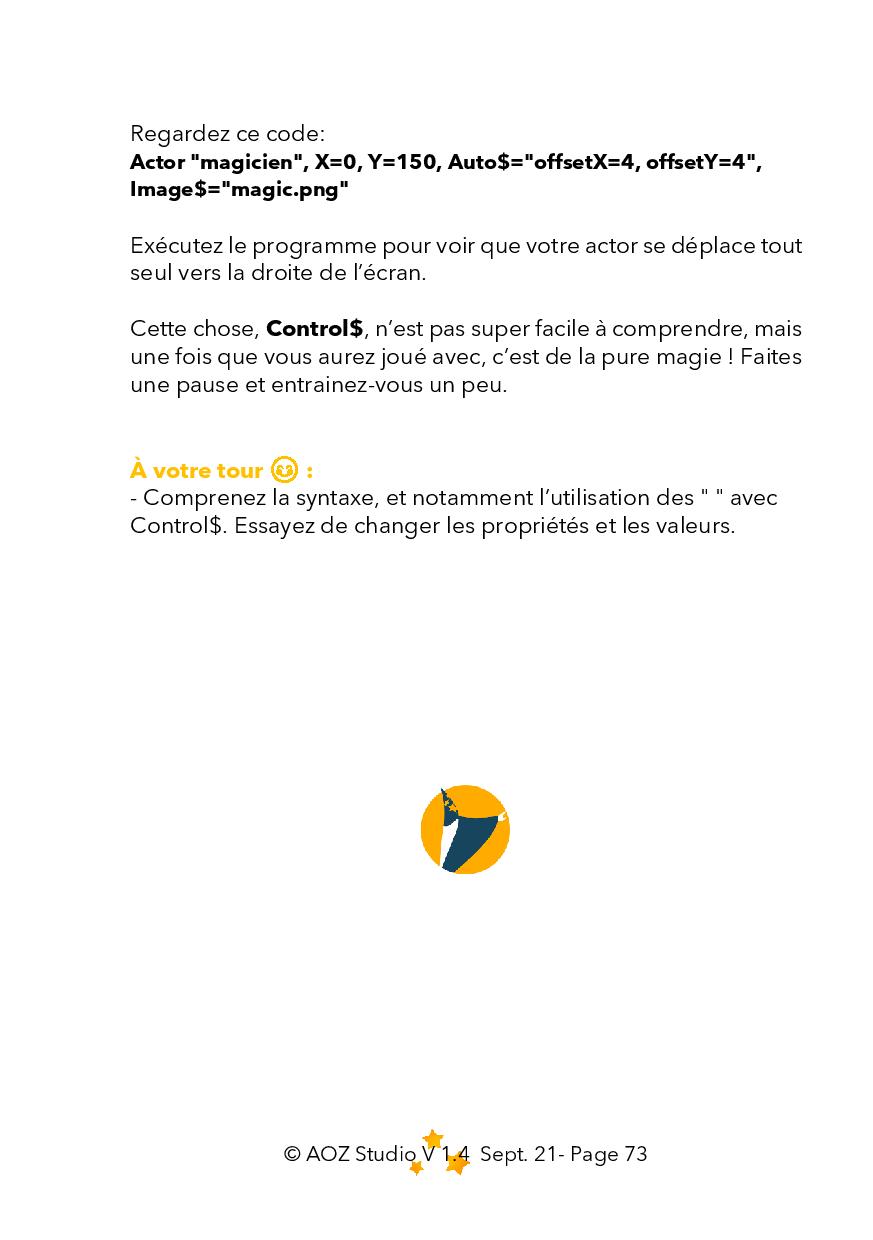 Regardez ce code:
Actor "magicien", X=0, Y=150, Auto$="offsetX=4, offsetY=4",
Image$="magic.png"
Exécutez le programme pour voir que votre actor se déplace tout
seul vers la droite de l’écran.
Cette chose, Control$, n’est pas super facile à comprendre, mais
une fois que vous aurez joué avec, c’est de la pure magie ! Faites
une pause et entrainez-vous un peu.
À votre tour 😊 :
- Comprenez la syntaxe, et notamment l’utilisation des " " avec
Control$. Essayez de changer les propriétés et les valeurs.
© AOZ Studio V 1.4 Sept. 21- Page 73